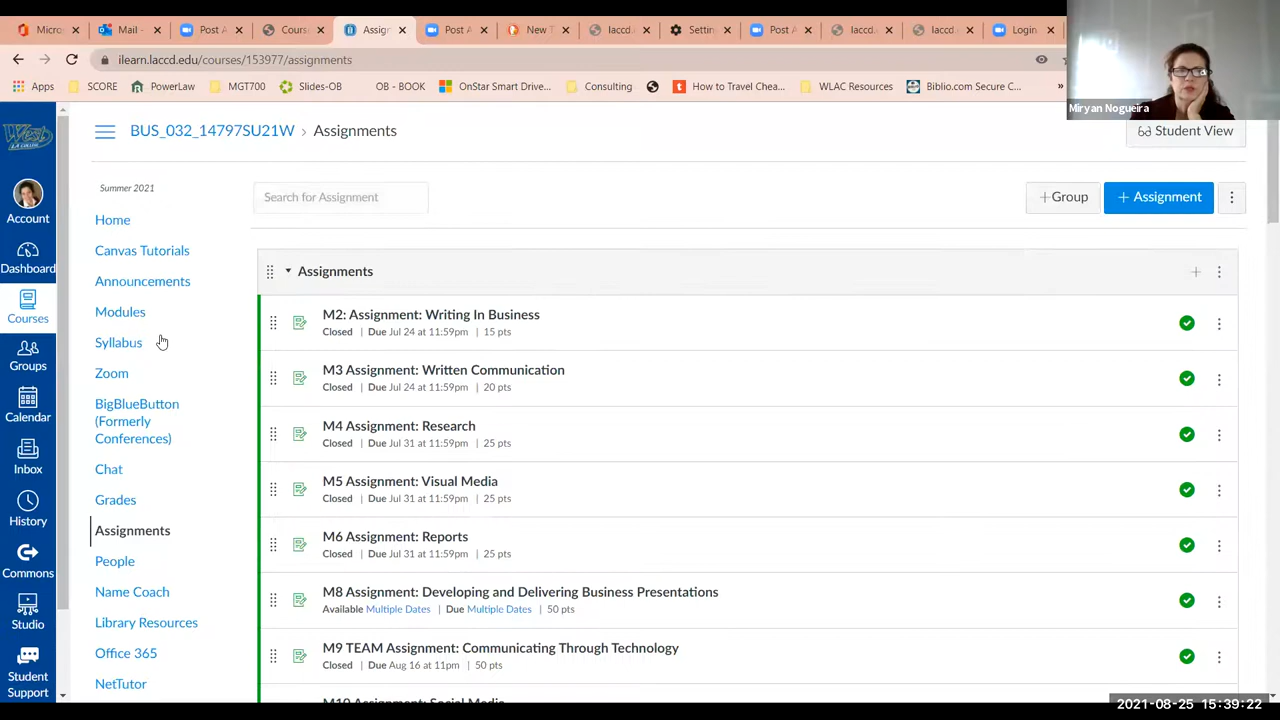 Micros
Mail -
Post A
Cours
Assign
Post A
New T
laccd.
Settin
Post A
laccd.
laccd.
Login
ilearn.laccd.edu/courses/153977/assignments
Apps
SCORE
PowerLaw
MGT700
Slides-OB
OB - BOOK
OnStar Smart Drive...
Consulting
How to Travel Chea...
WLAC Resources
Biblio.com Secure C...
»
Miryan Nogueira
West
Account
Dashboard
Courses
Groups
Calendar
Inbox
History
Commons
Studio
Student
Support
BUS_032_14797SU21W › Assignments
Student View
Summer 2021
Home
Canvas Tutorials
Announcements
Modules
Syllabus
Zoom
BigBlueButton
(Formerly
Conferences)
Chat
Grades
Assignments
People
Name Coach
Library Resources
Office 365
NetTutor
Search for Assignment
+Group
+ Assignment
Assignments
M2: Assignment: Writing In Business
Closed | Due Jul 24 at 11:59pm | 15 pts
M3 Assignment: Written Communication
Closed | Due Jul 24 at 11:59pm | 20 pts
M4 Assignment: Research
Closed | Due Jul 31 at 11:59pm | 25 pts
M5 Assignment: Visual Media
Closed | Due Jul 31 at 11:59pm | 25 pts
M6 Assignment: Reports
Closed | Due Jul 31 at 11:59pm | 25 pts
M8 Assignment: Developing and Delivering Business Presentations
Available Multiple Dates | Due Multiple Dates | 50 pts
M9 TEAM Assignment: Communicating Through Technology
Closed | Due Aug 16 at 11pm | 50 pts
M10 Assignment: Social Media
2021-08-25 15:39:22